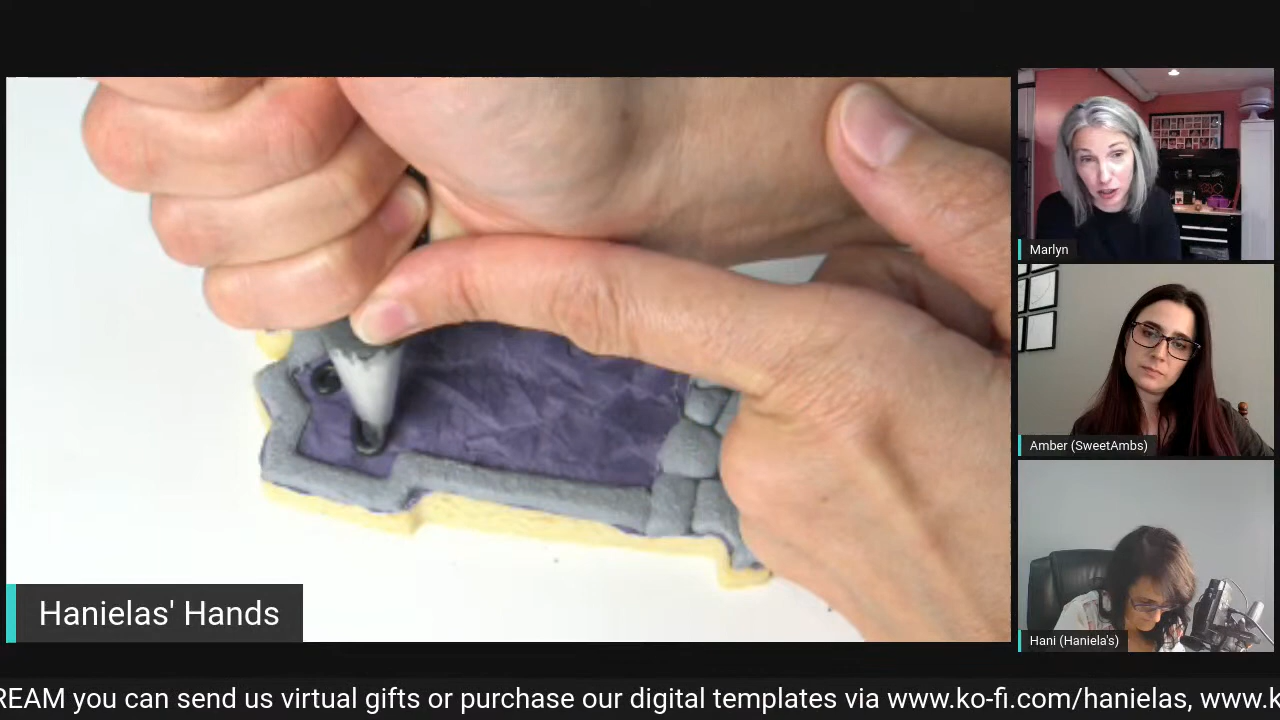 Marlyn
Amber (SweetAmbs)
Hanielas' Hands
Hani (Haniela's)
REAM you can send us virtual gifts or purchase our digital templates via www.ko-fi.com/hanielas, www.k